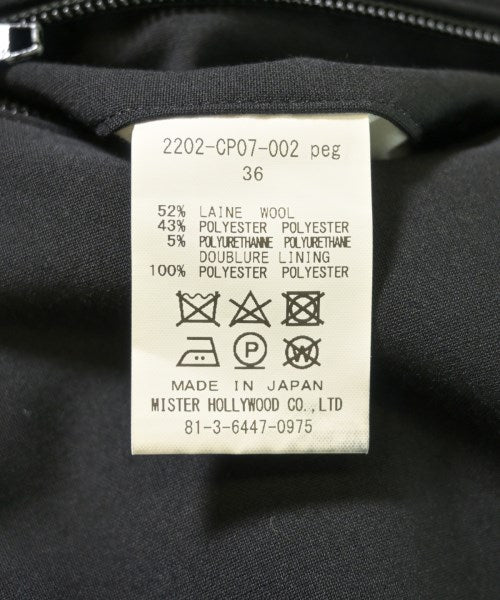 2202-CP07-002 peg
36
52% LAINE WOOL
43% POLYESTER POLYESTER
5% POLYURETHANNE POLYURETHANE
DOUBLURE LINING
100% POLYESTER POLYESTER
P W
MADE IN JAPAN
MISTER HOLLYWOOD CO.,LTD
81-3-6447-0975